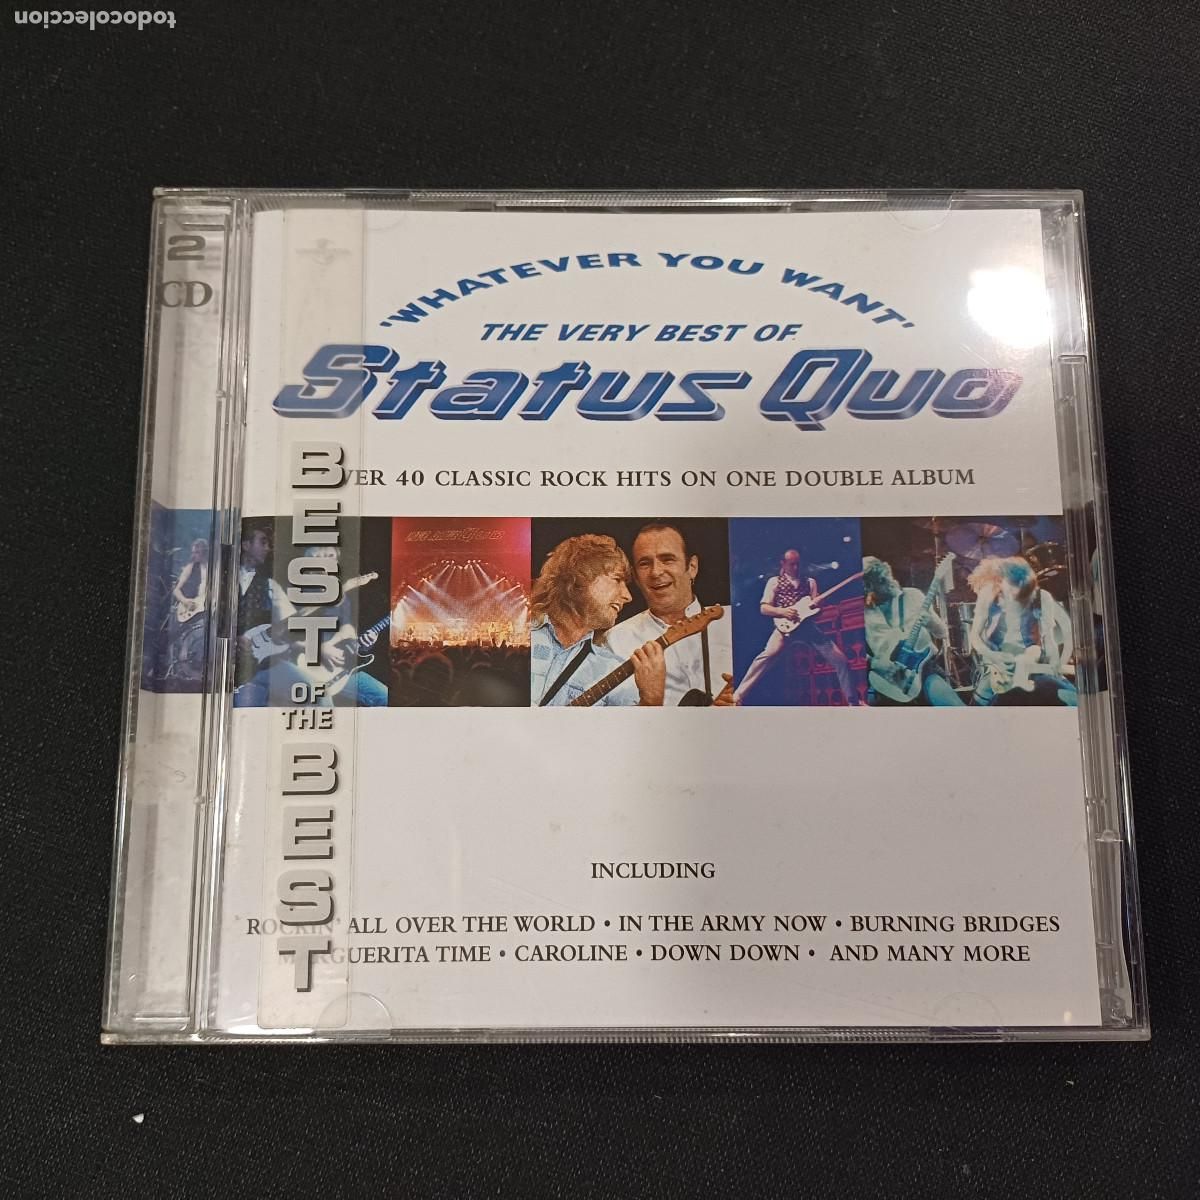 todocoleccion
2
CD
'WHATEVER YOU WANT'
THE VERY BEST OF
Status Quo
VER 40 CLASSIC ROCK HITS ON ONE DOUBLE ALBUM
BEST
OF
THE
BEST
INCLUDING
ROCKIN' ALL OVER THE WORLD • IN THE ARMY NOW • BURNING BRIDGES
MARGUERITA TIME • CAROLINE • DOWN DOWN • AND MANY MORE